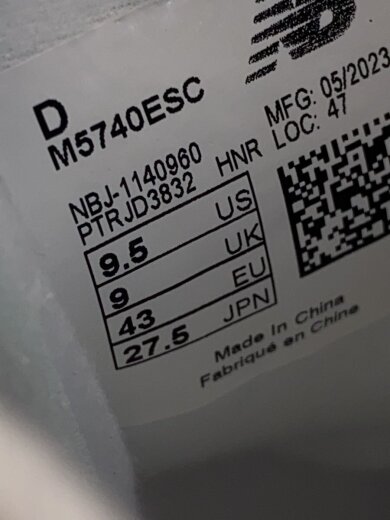 D
M5740ESC
MFG: 05/2023
LOC: 47
NBJ-1140960
PTRJD3832 HNR
9.5 US
9 UK
43 EU
27.5 JPN
Made In China
Fabriqué en Chine